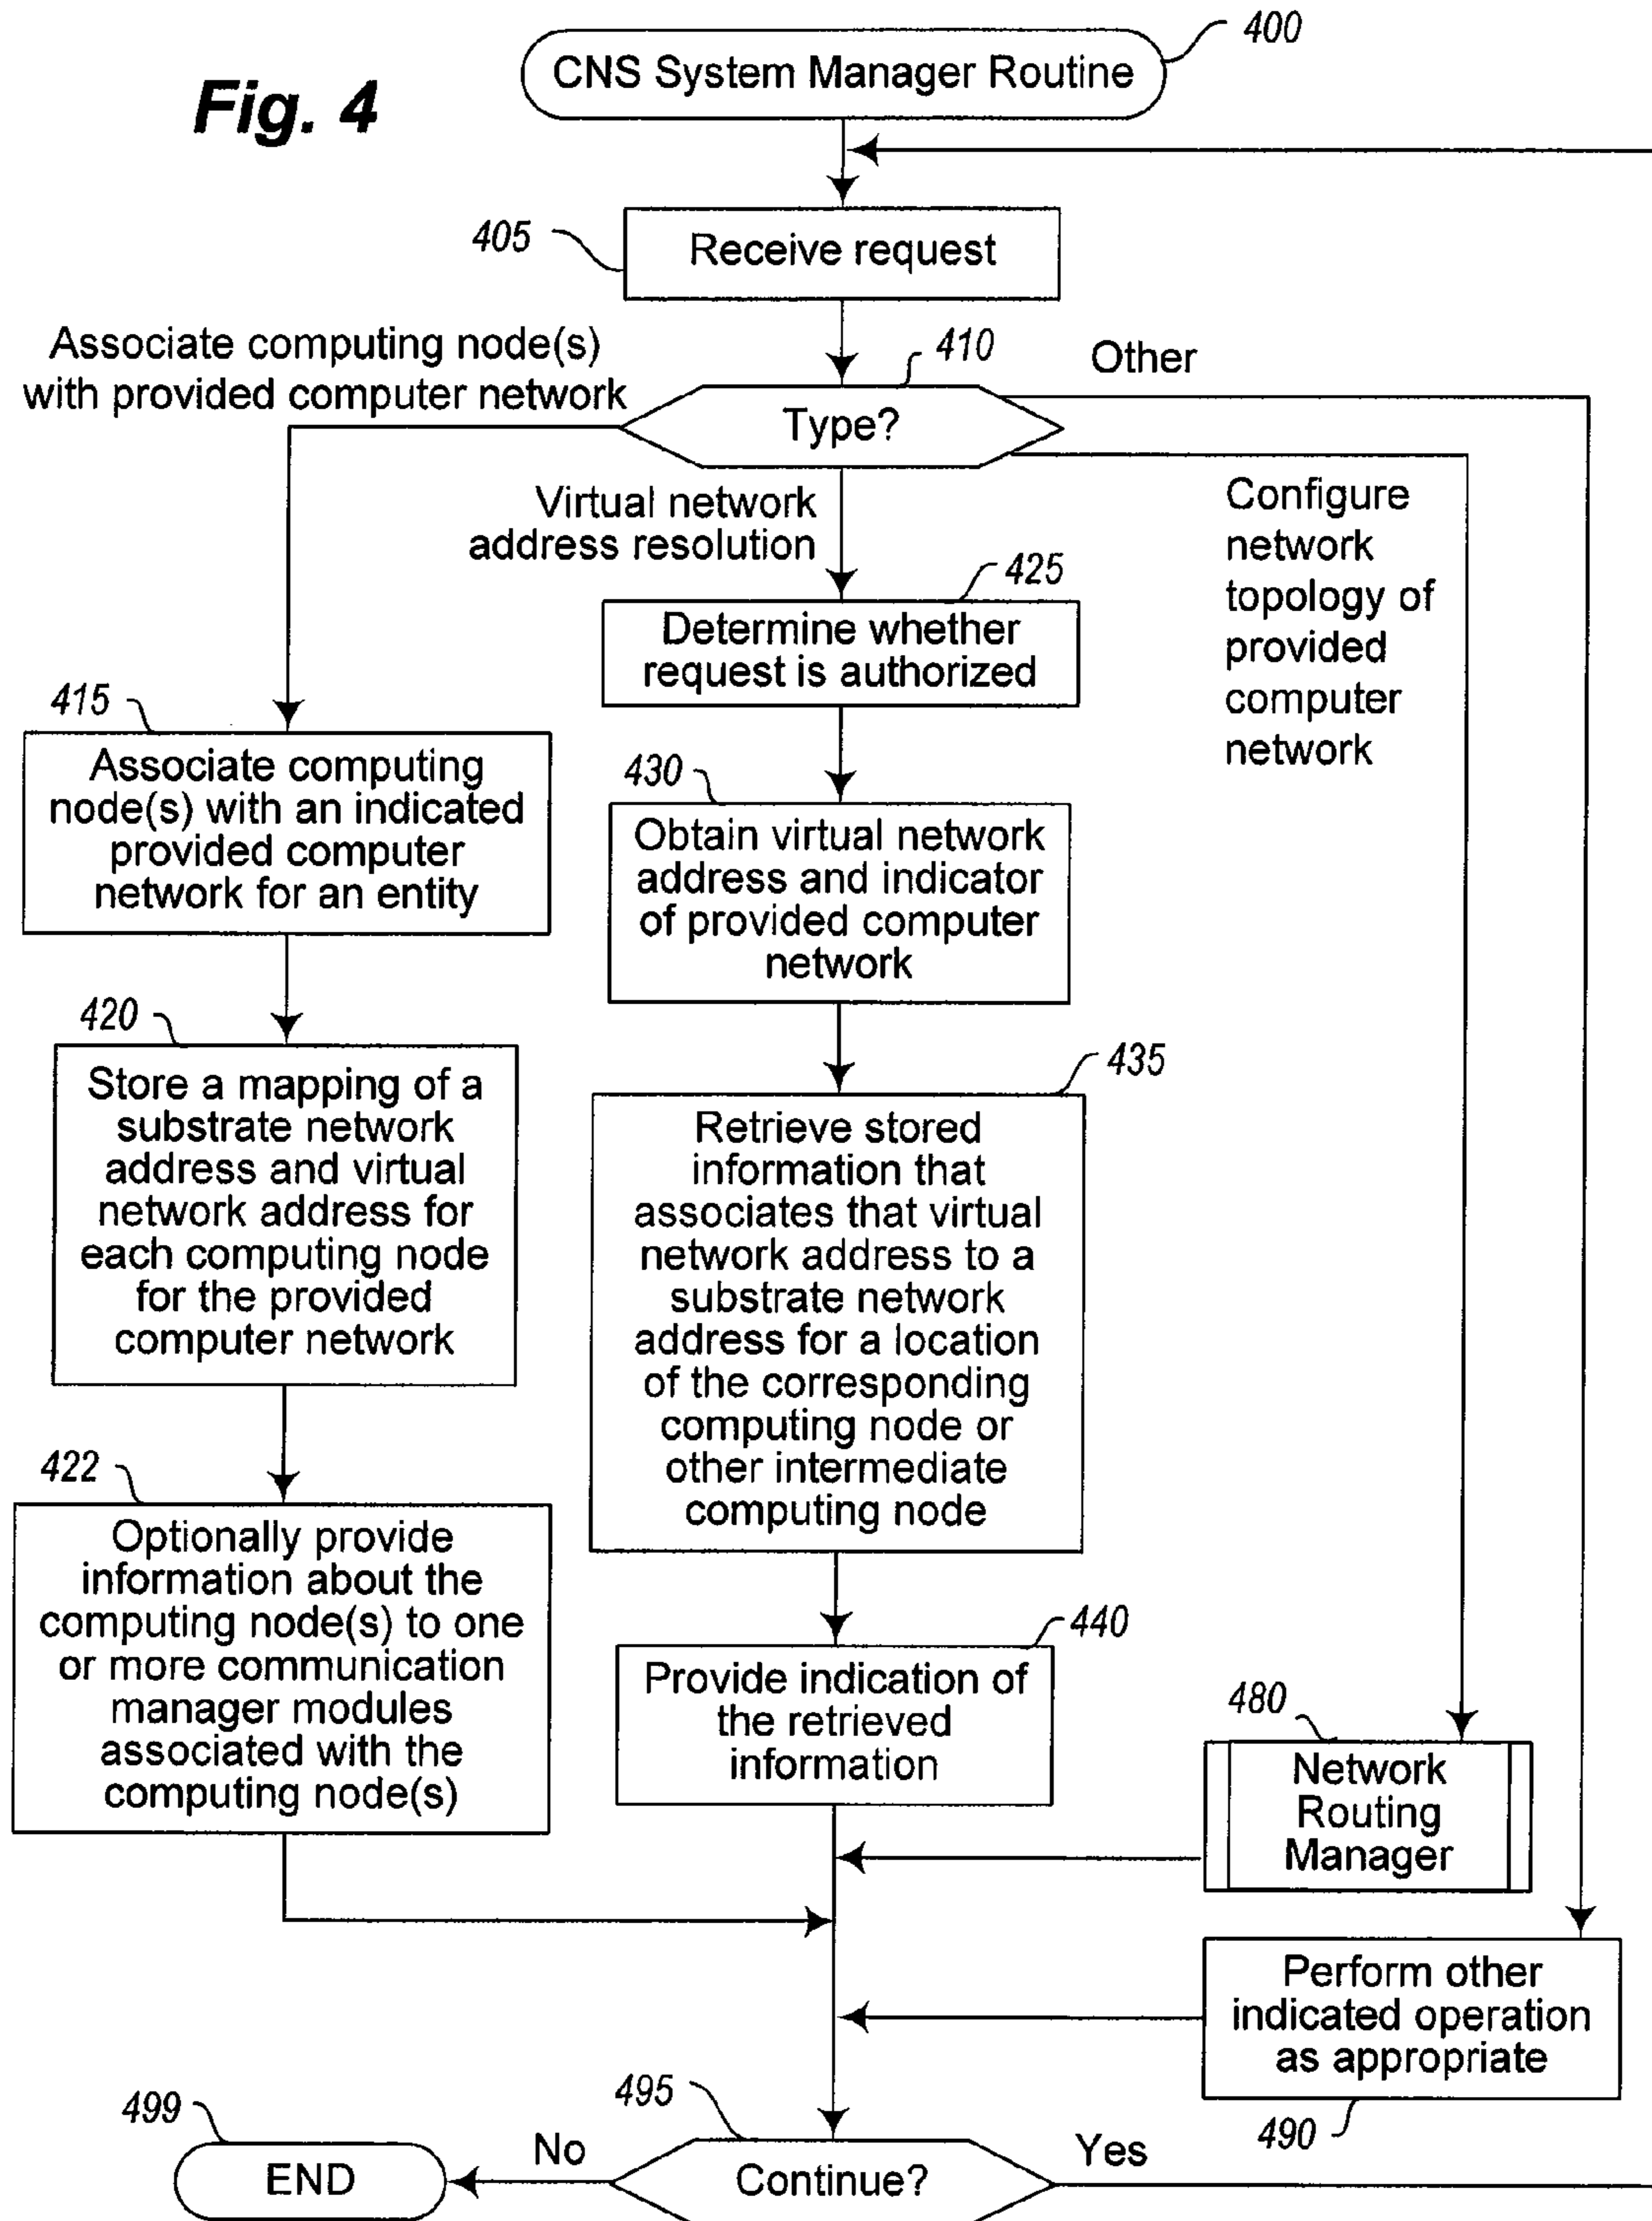 Fig. 4
400
CNS System Manager Routine
405
Receive request
Associate computing node(s)
with provided computer network
410
Other
Type?
Virtual network
address resolution
Configure
network
topology of
provided
computer
network
425
Determine whether
request is authorized
415
Associate computing
node(s) with an indicated
provided computer
network for an entity
430
Obtain virtual network
address and indicator
of provided computer
network
420
Store a mapping of a
substrate network
address and virtual
network address for
each computing node
for the provided
computer network
435
Retrieve stored
information that
associates that virtual
network address to a
substrate network
address for a location
of the corresponding
computing node or
other intermediate
computing node
422
Optionally provide
information about the
computing node(s) to one
or more communication
manager modules
associated with the
computing node(s)
440
Provide indication of
the retrieved
information
480
Network
Routing
Manager
Perform other
indicated operation
as appropriate
490
495
Continue?
Yes
No
499
END